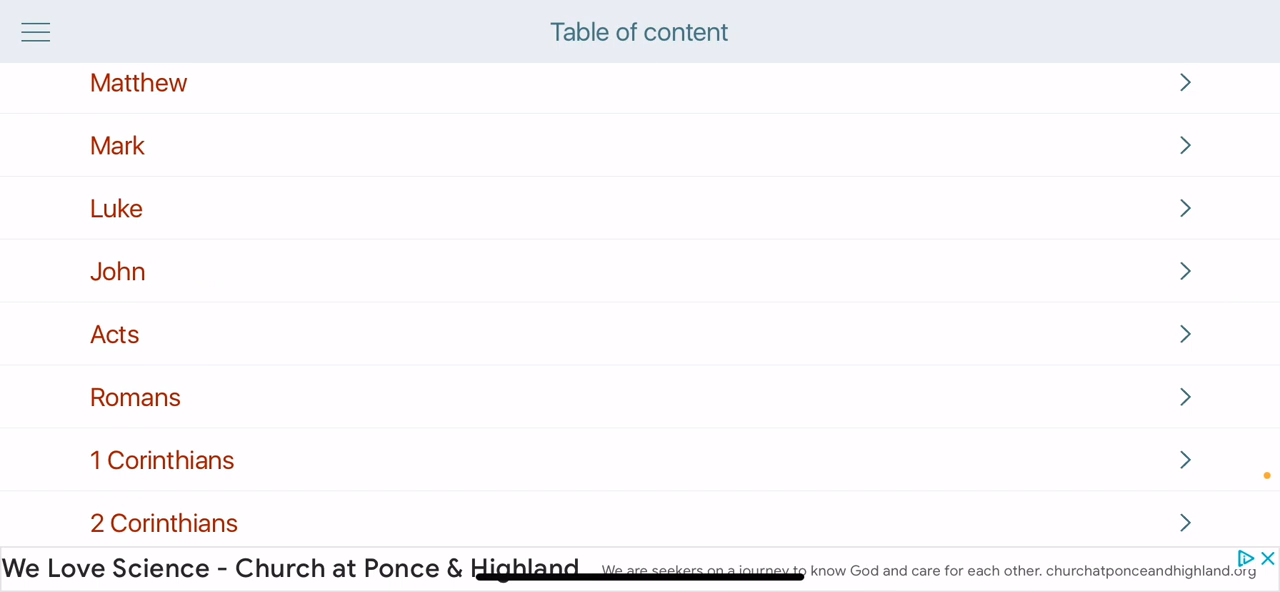 Table of content
Matthew
Mark
Luke
John
Acts
Romans
1 Corinthians
2 Corinthians
We Love Science - Church at Ponce & Highland We are seekers on a journey to know God and care for each other. churchatponceandhighland.org